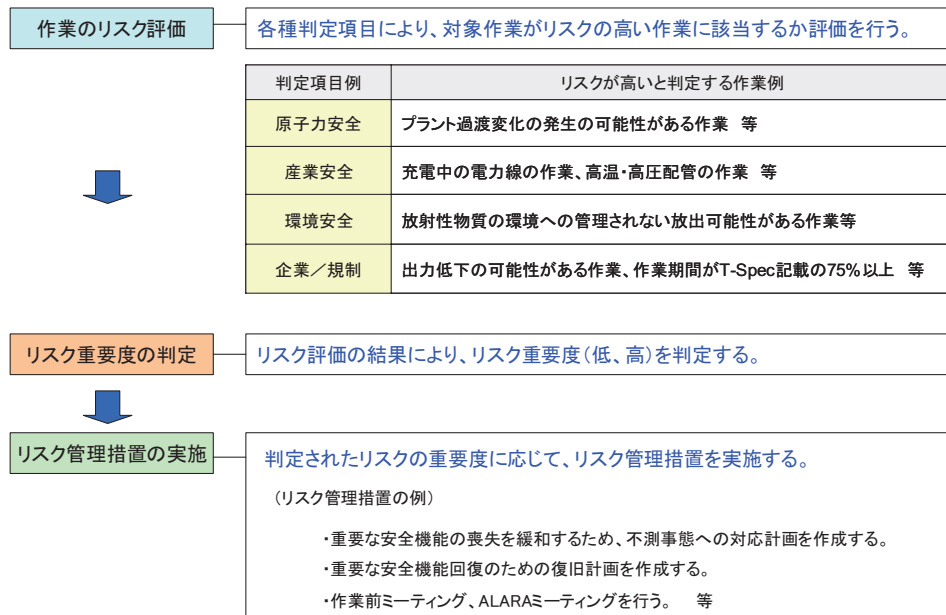 作業のリスク評価
各種判定項目により、対象作業がリスクの高い作業に該当するか評価を行う。
判定項目例 リスクが高いと判定する作業例
原子力安全 プラント過渡変化の発生の可能性がある作業 等
産業安全 充電中の電力線の作業、高温・高圧配管の作業 等
環境安全 放射性物質の環境への管理されない放出可能性がある作業等
企業／規制 出力低下の可能性がある作業、作業期間がT-Spec記載の75%以上 等
リスク重要度の判定
リスク評価の結果により、リスク重要度（低、高）を判定する。
リスク管理措置の実施
判定されたリスクの重要度に応じて、リスク管理措置を実施する。
（リスク管理措置の例）
・重要な安全機能の喪失を緩和するため、不測事態への対応計画を作成する。
・重要な安全機能回復のための復旧計画を作成する。
・作業前ミーティング、ALARAミーティングを行う。 等